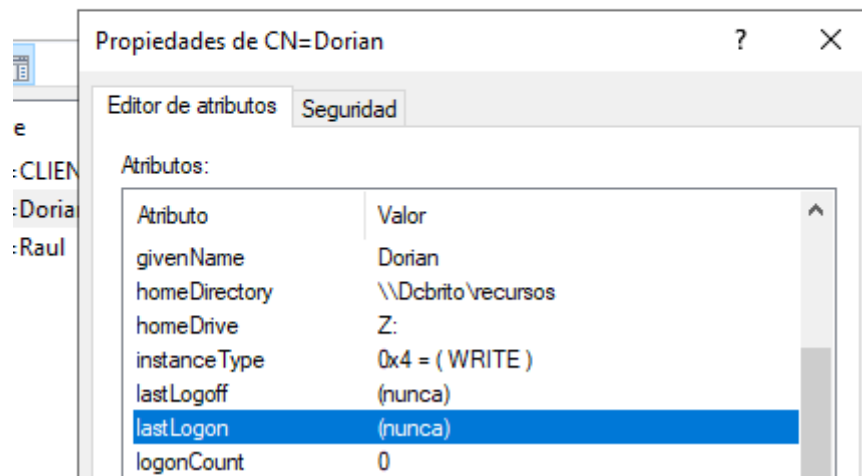 Propiedades de CN=Dorian ? ×
Editor de atributos Seguridad
e
=CLIEN
=Doria
=Raul
Atributos:
Atributo Valor
givenName Dorian
homeDirectory \\Dcbrito\recursos
homeDrive Z:
instanceType 0x4 = ( WRITE )
lastLogoff (nunca)
lastLogon (nunca)
logonCount 0